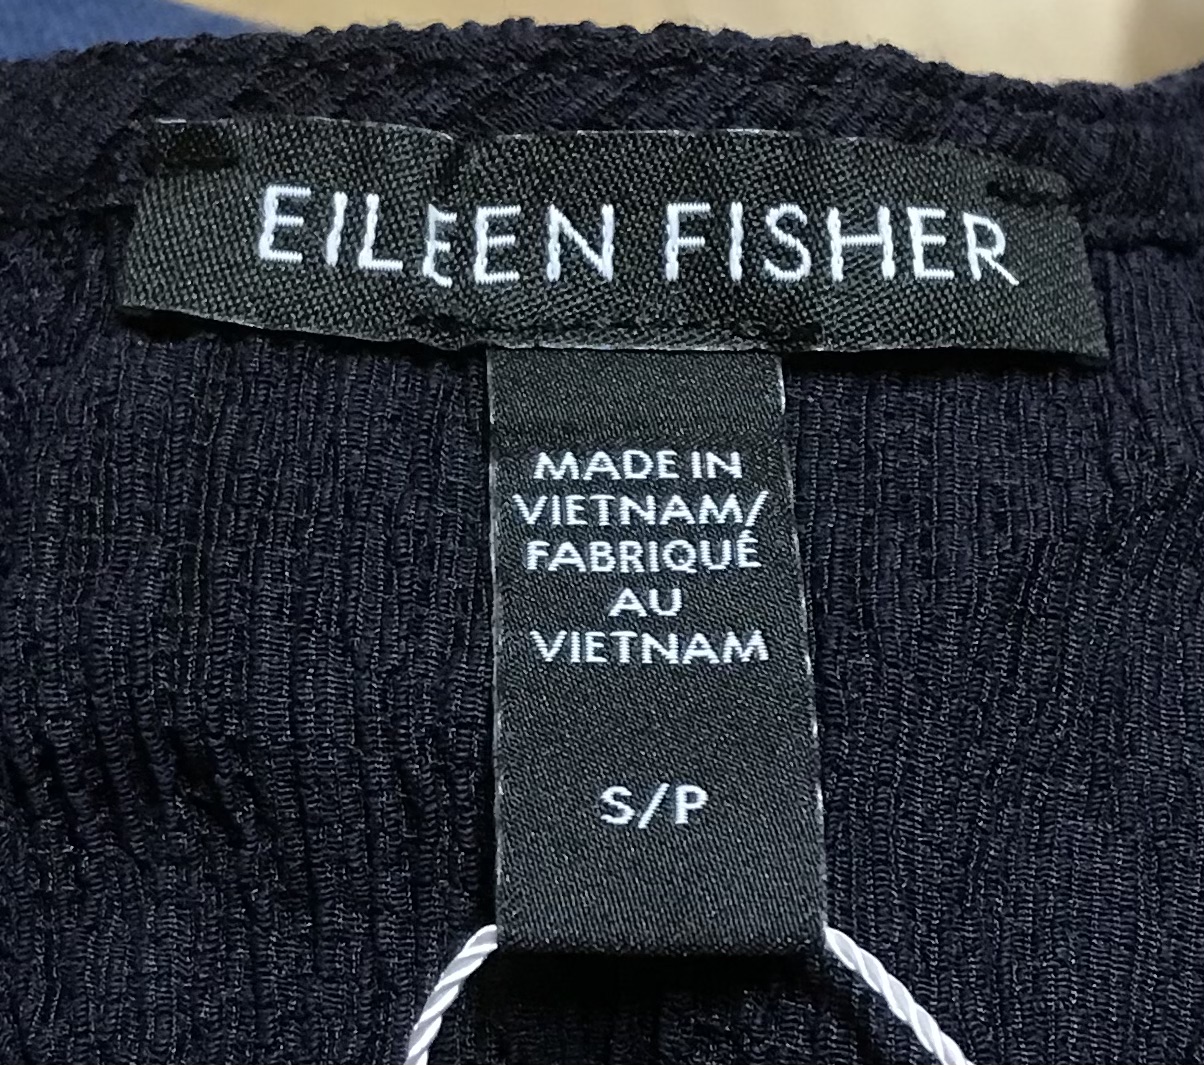 EILEEN FISHER
MADE IN
VIETNAM/
FABRIQUÉ
AU
VIETNAM
S/P